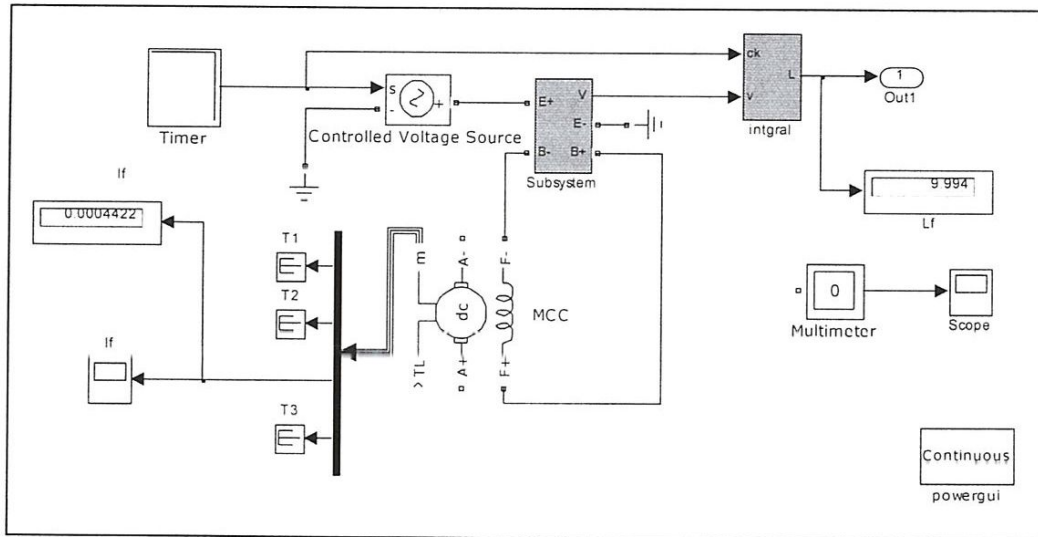 Timer
s
-
+
Controlled Voltage Source
E+
V
E-
B-
B+
Subsystem
ck
v
L
intgral
1
Out1
9.994
Lf
If
0.0004422
T1
T2
If
T3
m
A-
F-
dc
MCC
>TL
A+
F+
0
Multimeter
Scope
Continuous
powergui